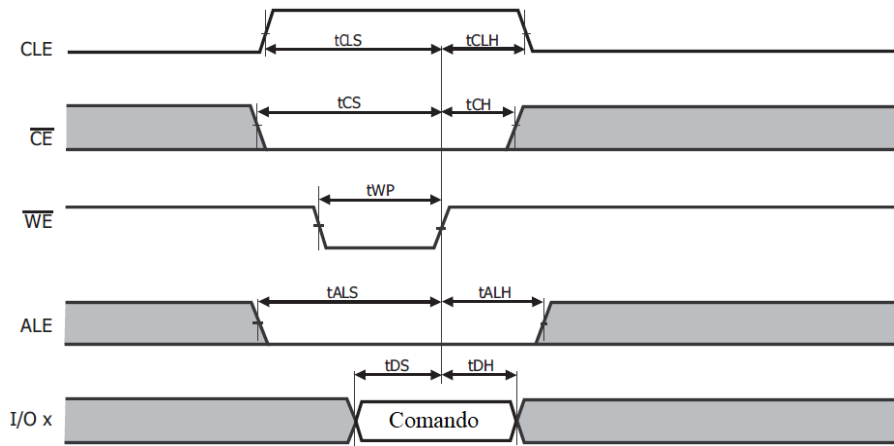 CLE
tCLS
tCLH
CE
tCS
tCH
WE
tWP
ALE
tALS
tALH
I/O x
tDS
tDH
Comando